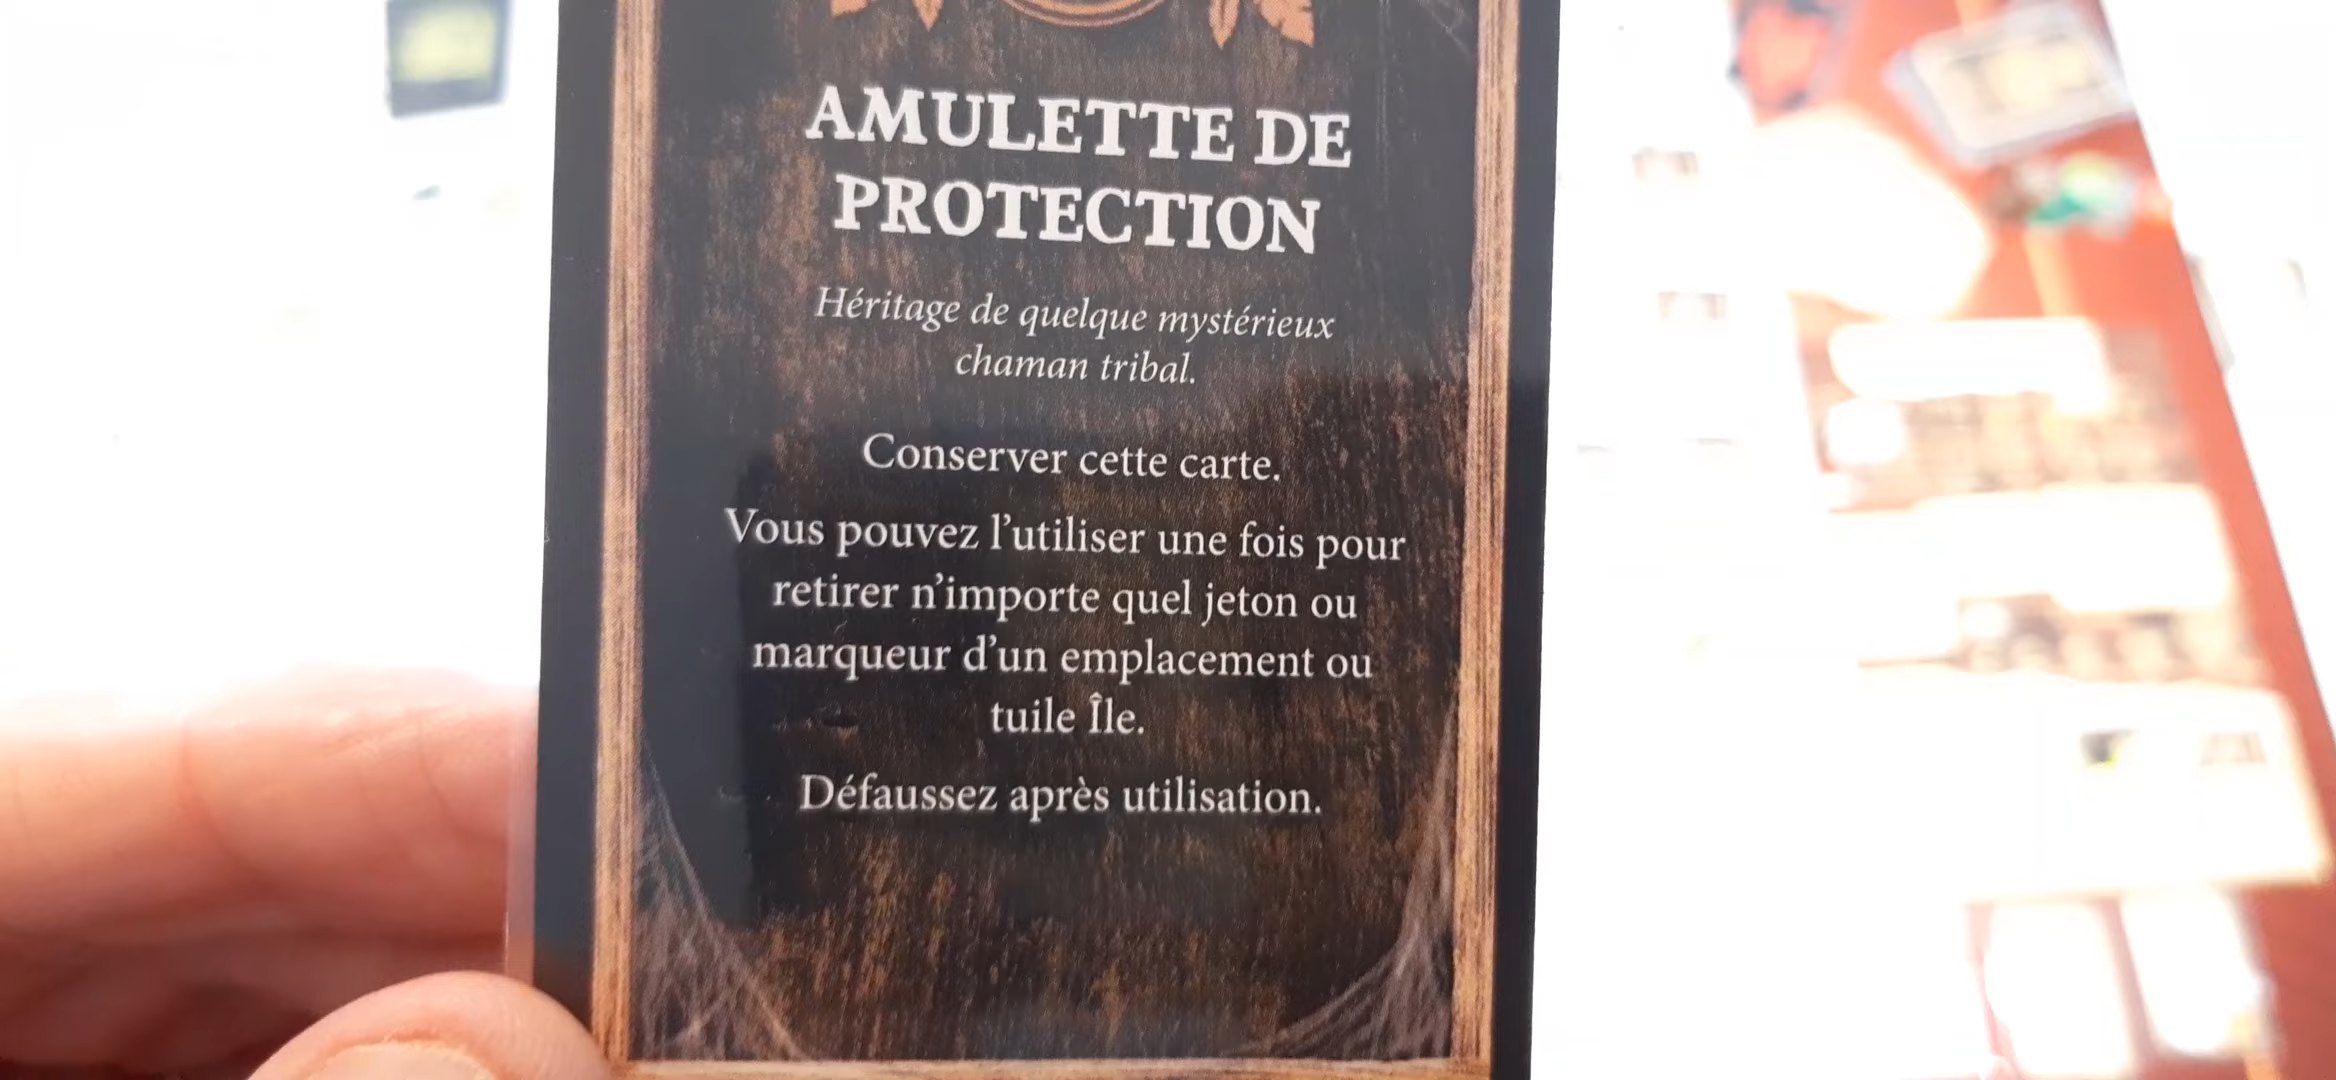 AMULETTE DE
PROTECTION
Héritage de quelque mystérieux
chaman tribal.
Conserver cette carte.
Vous pouvez l’utiliser une fois pour
retirer n’importe quel jeton ou
marqueur d’un emplacement ou
tuile Île.
Défaussez après utilisation.